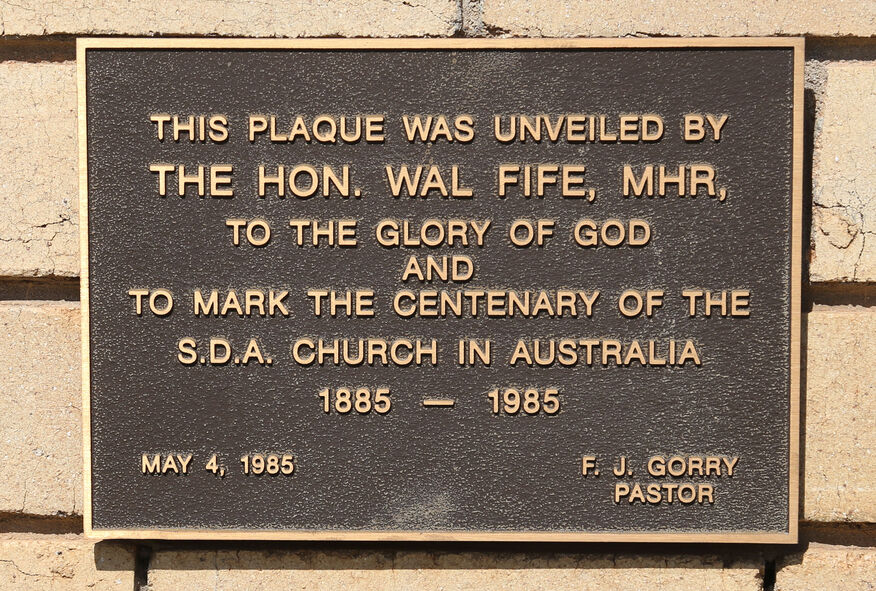 THIS PLAQUE WAS UNVEILED BY
THE HON. WAL FIFE, MHR,
TO THE GLORY OF GOD
AND
TO MARK THE CENTENARY OF THE
S.D.A. CHURCH IN AUSTRALIA
1885 — 1985
MAY 4, 1985
F. J. GORRY
PASTOR